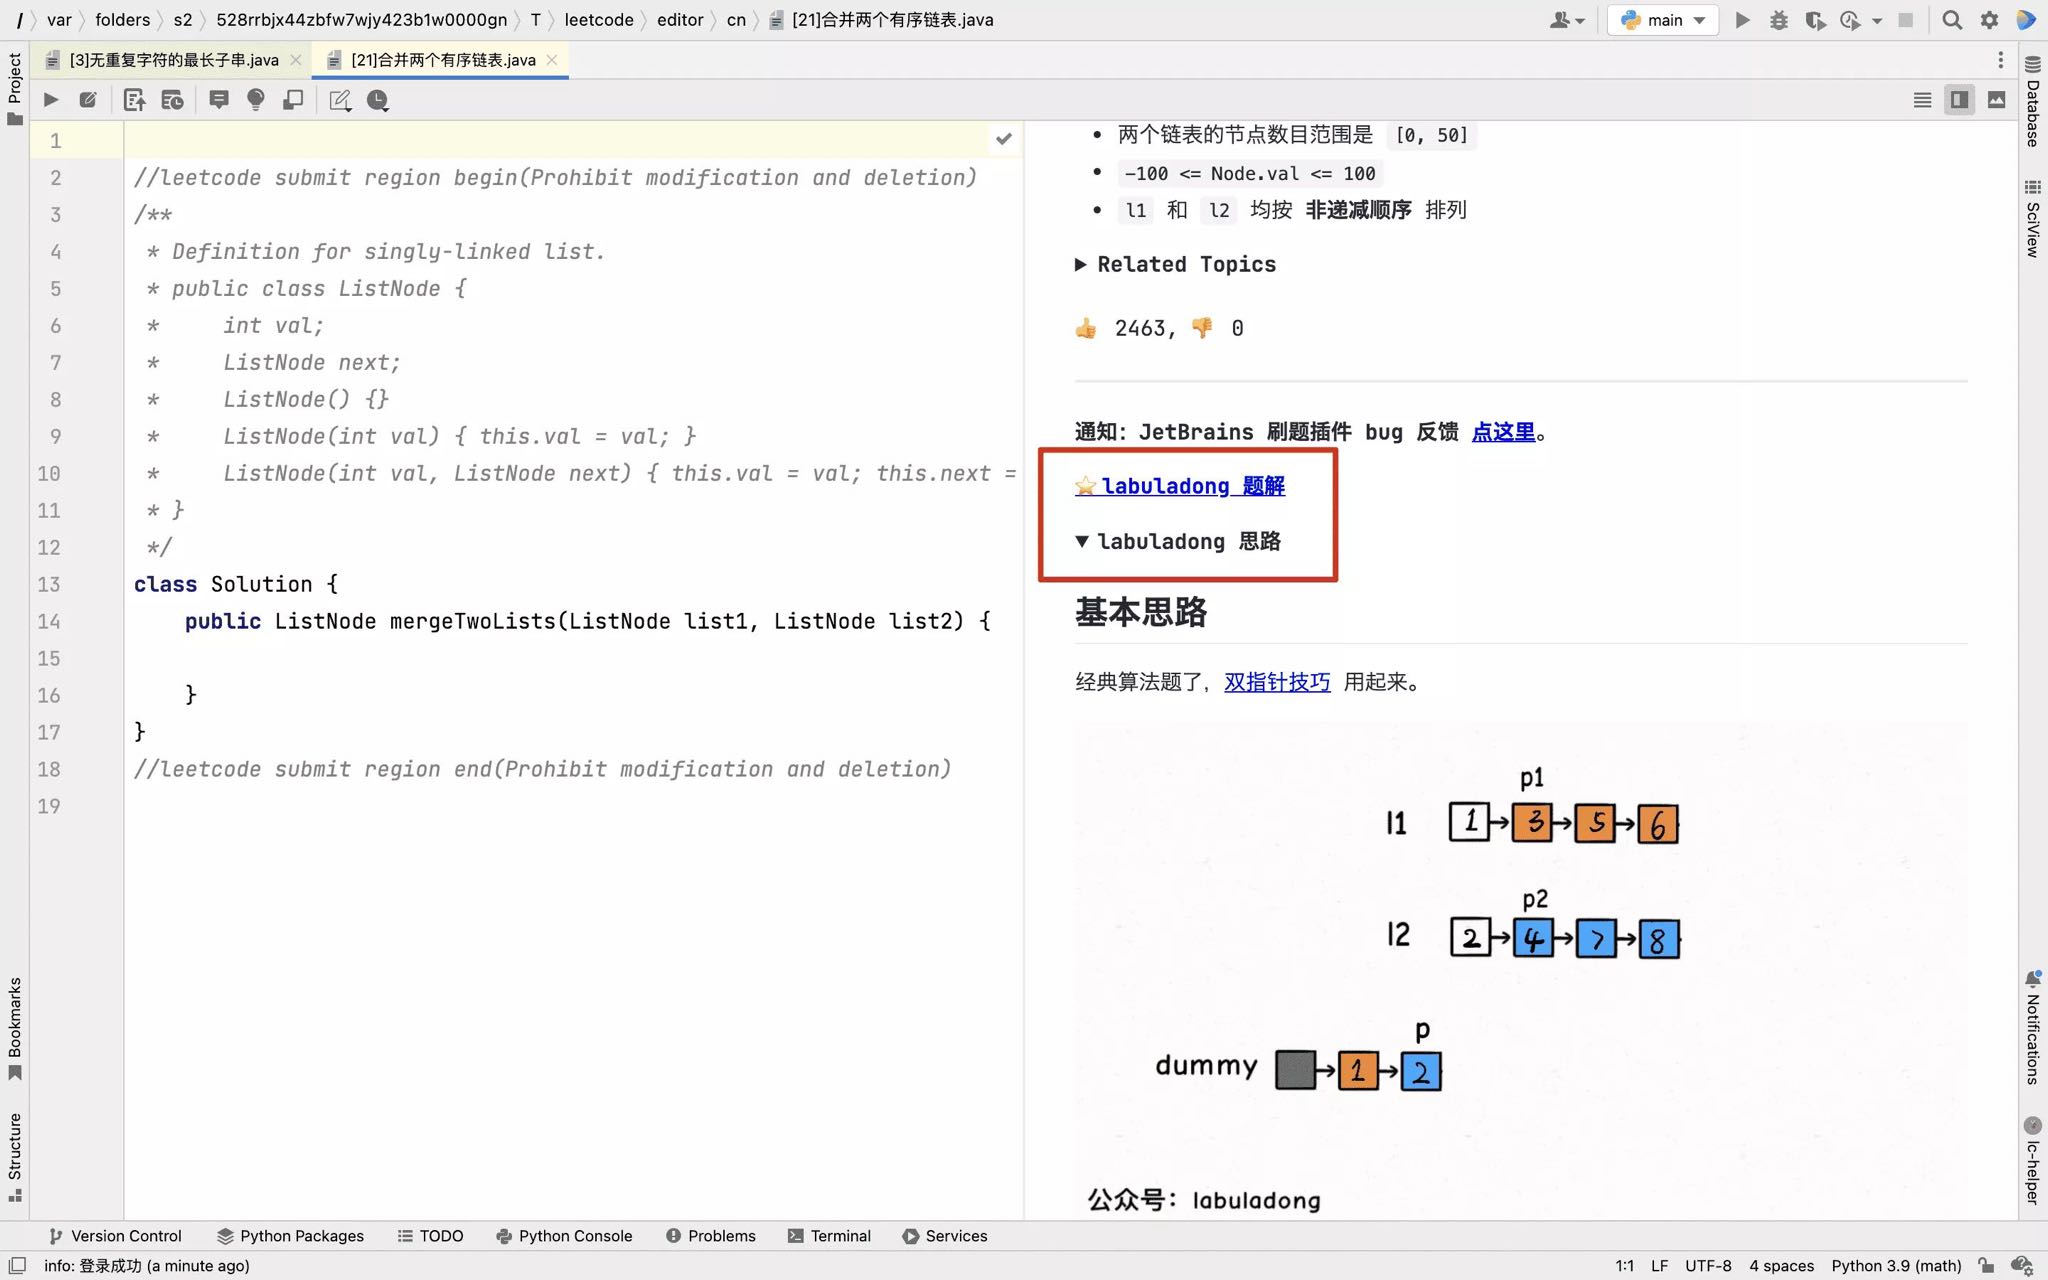 / var folders s2 528rrbjx44zbfw7wjy423b1w0000gn T leetcode editor cn [21]合并两个有序链表.java main
[3]无重复字符的最长子串.java [21]合并两个有序链表.java
Project
Bookmarks
Structure
1
2 //leetcode submit region begin(Prohibit modification and deletion)
3 /**
4 * Definition for singly-linked list.
5 * public class ListNode {
6 * int val;
7 * ListNode next;
8 * ListNode() {}
9 * ListNode(int val) { this.val = val; }
10 * ListNode(int val, ListNode next) { this.val = val; this.next =
11 * }
12 */
13 class Solution {
14 public ListNode mergeTwoLists(ListNode list1, ListNode list2) {
15
16 }
17 }
18 //leetcode submit region end(Prohibit modification and deletion)
19
• 两个链表的节点数目范围是 [0, 50]
• -100 <= Node.val <= 100
• l1 和 l2 均按 非递减顺序 排列
▶ Related Topics
👍 2463, 👎 0
通知：JetBrains 刷题插件 bug 反馈 点这里。
⭐️labuladong 题解
▼ labuladong 思路
基本思路
经典算法题了，双指针技巧 用起来。
p1
l1 1 3 5 6
p2
l2 2 4 7 8
p
dummy 1 2
公众号：labuladong
Database
SciView
Notifications
lc-helper
Version Control Python Packages TODO Python Console Problems Terminal Services
info: 登录成功 (a minute ago) 1:1 LF UTF-8 4 spaces Python 3.9 (math)